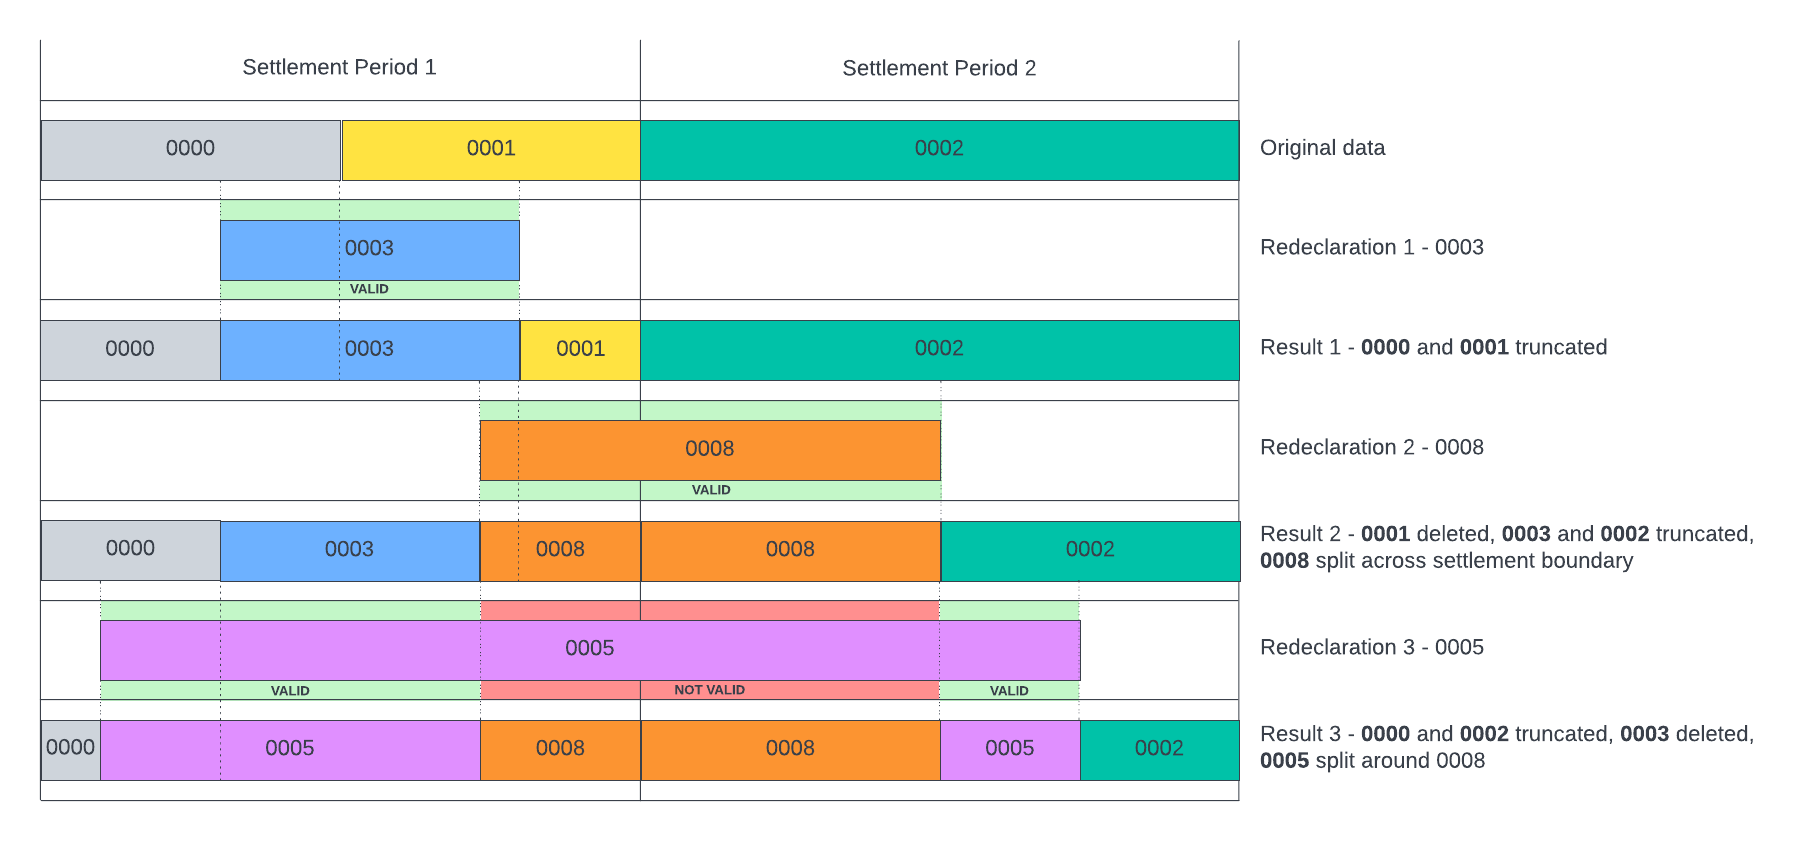 Settlement Period 1
Settlement Period 2
0000
0001
0002
Original data
0003
Redeclaration 1 - 0003
VALID
0000
0003
0001
0002
Result 1 - 0000 and 0001 truncated
0008
Redeclaration 2 - 0008
VALID
0000
0003
0008
0008
0002
Result 2 - 0001 deleted, 0003 and 0002 truncated,
0008 split across settlement boundary
0005
Redeclaration 3 - 0005
VALID
NOT VALID
VALID
0000
0005
0008
0008
0005
0002
Result 3 - 0000 and 0002 truncated, 0003 deleted,
0005 split around 0008